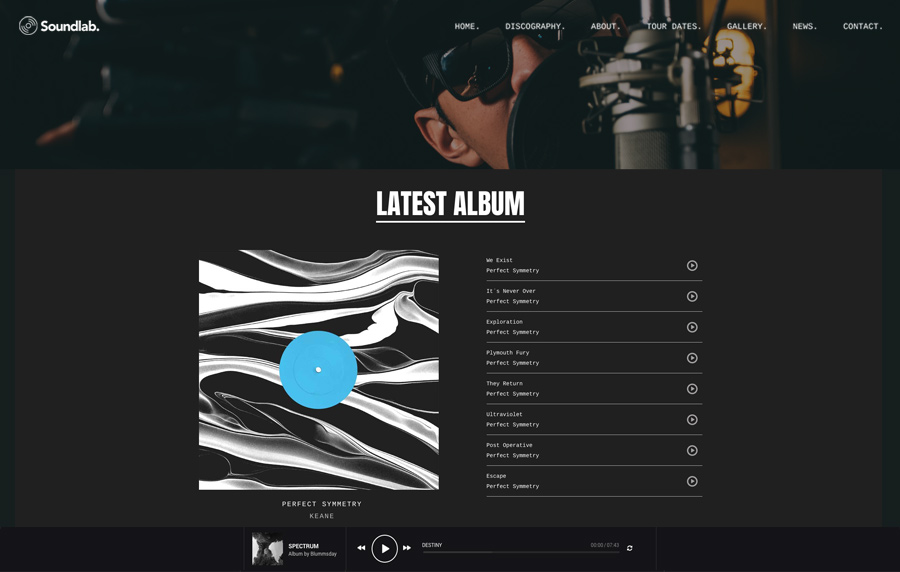 Soundlab.
HOME. DISCOGRAPHY. ABOUT. TOUR DATES. GALLERY. NEWS. CONTACT.
LATEST ALBUM
We Exist
Perfect Symmetry
It´s Never Over
Perfect Symmetry
Exploration
Perfect Symmetry
Plymouth Fury
Perfect Symmetry
They Return
Perfect Symmetry
Ultraviolet
Perfect Symmetry
Post Operative
Perfect Symmetry
Escape
Perfect Symmetry
PERFECT SYMMETRY
KEANE
SPECTRUM
Album by Blummsday
DESTINY
00:00 / 07:43